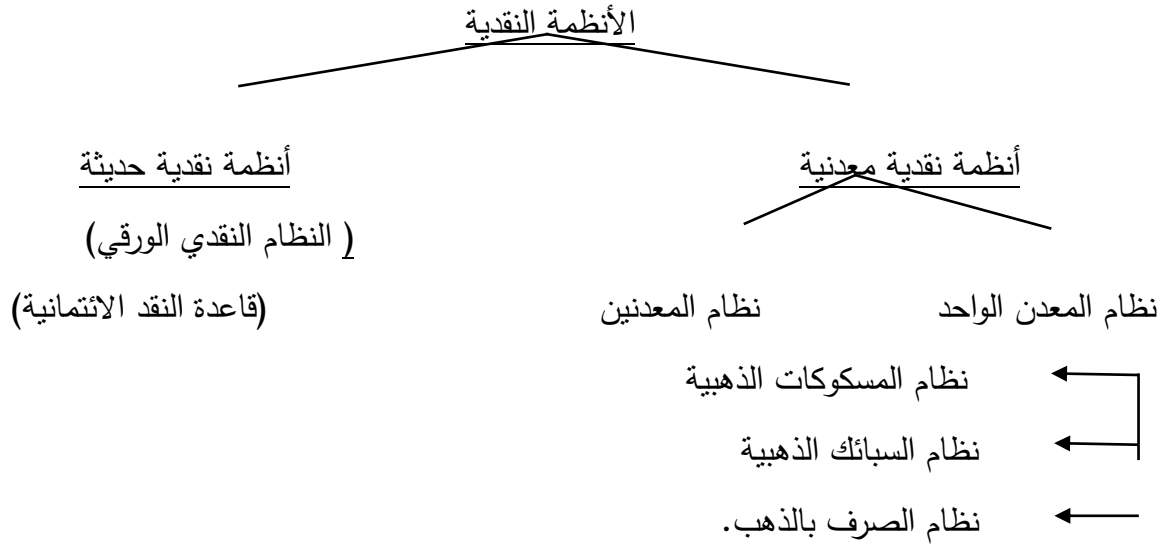 الأنظمة النقدية
أنظمة نقدية معدنية أنظمة نقدية حديثة
( النظام النقدي الورقي)
نظام المعدن الواحد نظام المعدنين (قاعدة النقد الائتمانية)
نظام المسكوكات الذهبية
نظام السبائك الذهبية
نظام الصرف بالذهب.